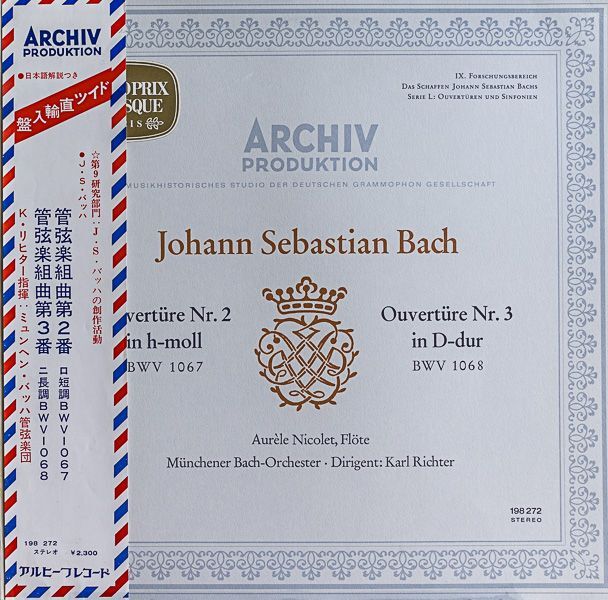 ARCHIV
PRODUKTION
●日本語解説つき
ドイツ直輸入盤
☆第9研究部門:J・S・バッハの創作活動
●J・S・バッハ
管弦楽組曲第2番 ロ短調BWV1067
管弦楽組曲第3番 ニ長調BWV1068
K・リヒター指揮:ミュンヘン・バッハ管弦楽団
198 272
ステレオ ¥2,300
アルヒーフレコード
PRIX
IX. Forschungsbereich
Das Schaffen Johann Sebastian Bachs
Serie L: Ouvertüren und Sinfonien
ARCHIV
PRODUKTION
MUSIKHISTORISCHES STUDIO DER DEUTSCHEN GRAMMOPHON GESELLSCHAFT
Johann Sebastian Bach
vertüre Nr. 2
in h-moll
BWV 1067
Ouvertüre Nr. 3
in D-dur
BWV 1068
Aurèle Nicolet, Flöte
Münchener Bach-Orchester · Dirigent: Karl Richter
198 272
STEREO